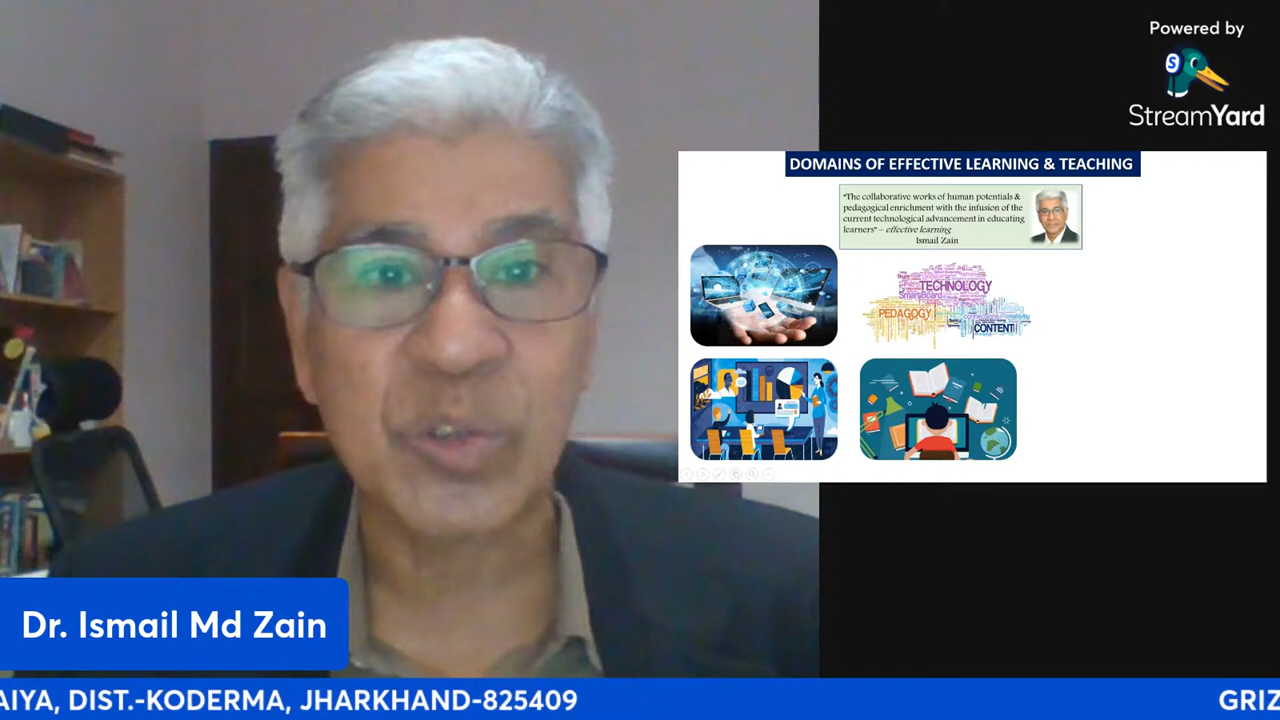 Powered by
S
StreamYard
DOMAINS OF EFFECTIVE LEARNING & TEACHING
"The collaborative works of human potentials &
pedagogical enrichment with the infusion of the
current technological advancement in educating
learners" – effective learning
Ismail Zain
TECHNOLOGY
SmartBoard
PEDAGOGY
CONTENT
Dr. Ismail Md Zain
AIYA, DIST.-KODERMA, JHARKHAND-825409
GRIZ